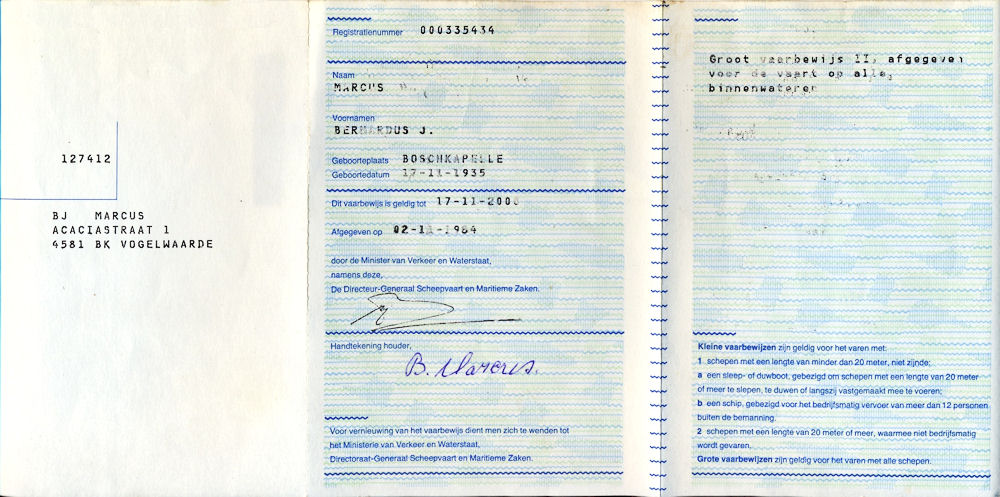 127412
BJ MARCUS
ACACIASTRAAT 1
4581 BK VOGELWAARDE
Registratienummer 000335434
Naam
MARCUS
Voornamen
BERNARDUS J.
Geboorteplaats BOSCHKAPELLE
Geboortedatum 17-11-1935
Dit vaarbewijs is geldig tot 17-11-2000
Afgegeven op 02-11-1984
door de Minister van Verkeer en Waterstaat,
namens deze,
De Directeur-Generaal Scheepvaart en Maritieme Zaken.
Handtekening houder,
B. Marcus.
Voor vernieuwing van het vaarbewijs dient men zich te wenden tot
het Ministerie van Verkeer en Waterstaat,
Directoraat-Generaal Scheepvaart en Maritieme Zaken.
Groot vaarbewijs II, afgegeven
voor de vaart op alle
binnenwateren
Kleine vaarbewijzen zijn geldig voor het varen met:
1 schepen met een lengte van minder dan 20 meter, niet zijnde:
a een sleep- of duwboot, gebezigd om schepen met een lengte van 20 meter
of meer te slepen, te duwen of langszij vastgemaakt mee te voeren;
b een schip, gebezigd voor het bedrijfsmatig vervoer van meer dan 12 personen
buiten de bemanning.
2 schepen met een lengte van 20 meter of meer, waarmee niet bedrijfsmatig
wordt gevaren.
Grote vaarbewijzen zijn geldig voor het varen met alle schepen.